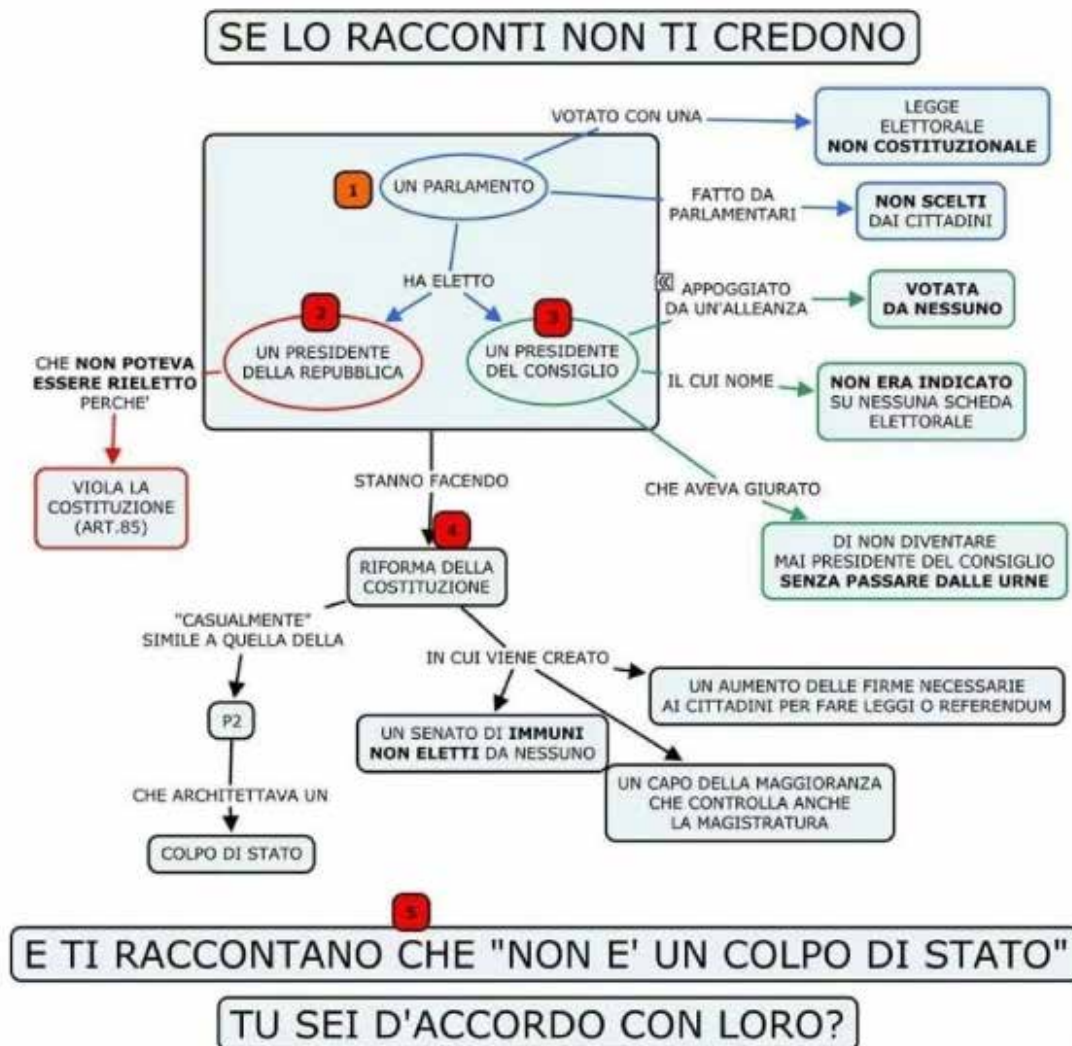 SE LO RACCONTI NON TI CREDONO
VOTATO CON UNA
LEGGE
ELETTORALE
NON COSTITUZIONALE
1
UN PARLAMENTO
FATTO DA
PARLAMENTARI
NON SCELTI
DAI CITTADINI
HA ELETTO
APPOGGIATO
DA UN'ALLEANZA
VOTATA
DA NESSUNO
2
UN PRESIDENTE
DELLA REPUBBLICA
3
UN PRESIDENTE
DEL CONSIGLIO
CHE NON POTEVA
ESSERE RIELETTO
PERCHE'
IL CUI NOME
NON ERA INDICATO
SU NESSUNA SCHEDA
ELETTORALE
VIOLA LA
COSTITUZIONE
(ART.85)
STANNO FACENDO
CHE AVEVA GIURATO
DI NON DIVENTARE
MAI PRESIDENTE DEL CONSIGLIO
SENZA PASSARE DALLE URNE
4
RIFORMA DELLA
COSTITUZIONE
"CASUALMENTE"
SIMILE A QUELLA DELLA
IN CUI VIENE CREATO
P2
UN SENATO DI IMMUNI
NON ELETTI DA NESSUNO
UN AUMENTO DELLE FIRME NECESSARIE
AI CITTADINI PER FARE LEGGI O REFERENDUM
UN CAPO DELLA MAGGIORANZA
CHE CONTROLLA ANCHE
LA MAGISTRATURA
CHE ARCHITETTAVA UN
COLPO DI STATO
5
E TI RACCONTANO CHE "NON E' UN COLPO DI STATO"
TU SEI D'ACCORDO CON LORO?